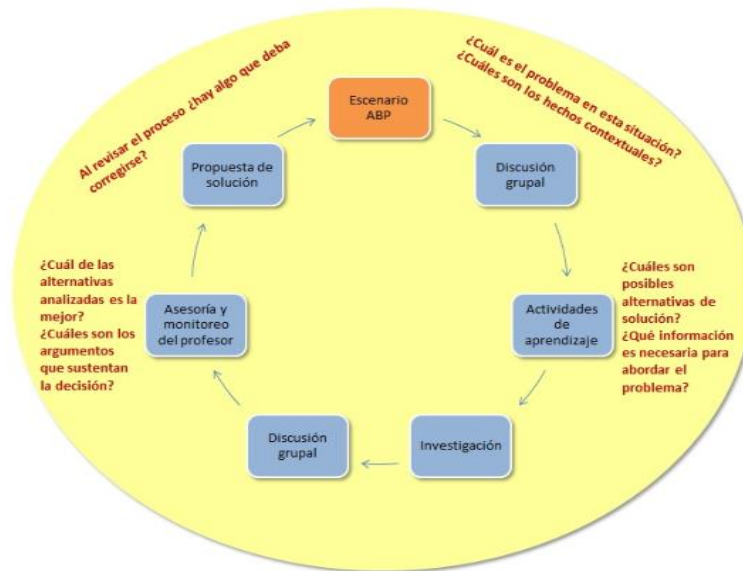 Escenario
ABP
¿Cuál es el problema en esta situación?
¿Cuáles son los hechos contextuales?
Discusión
grupal
¿Cuáles son
posibles
alternativas de
solución?
¿Qué información
es necesaria para
abordar el
problema?
Actividades
de
aprendizaje
Investigación
Discusión
grupal
Asesoría y
monitoreo
del profesor
¿Cuál de las
alternativas
analizadas es la
mejor?
¿Cuáles son los
argumentos
que sustentan
la decisión?
Propuesta de
solución
Al revisar el proceso ¿hay algo que deba
corregirse?